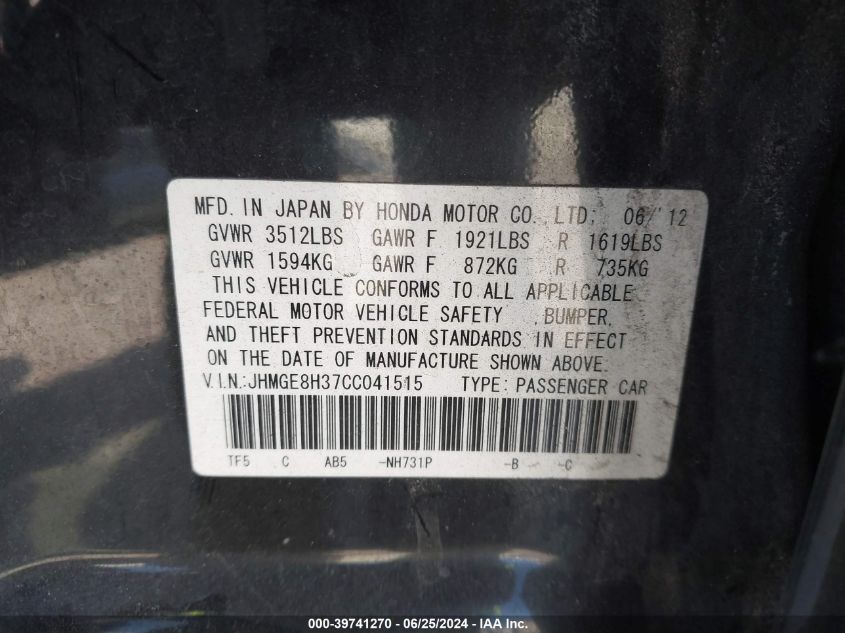 MFD. IN JAPAN BY HONDA MOTOR CO., LTD. 06/'12
GVWR 3512LBS GAWR F 1921LBS R 1619LBS
GVWR 1594KG GAWR F 872KG R 735KG
THIS VEHICLE CONFORMS TO ALL APPLICABLE
FEDERAL MOTOR VEHICLE SAFETY , BUMPER,
AND THEFT PREVENTION STANDARDS IN EFFECT
ON THE DATE OF MANUFACTURE SHOWN ABOVE.
V.I.N.:JHMGE8H37CC041515 TYPE: PASSENGER CAR
TF5 C AB5 -NH731P -B -C
000-39741270 - 06/25/2024 - IAA Inc.